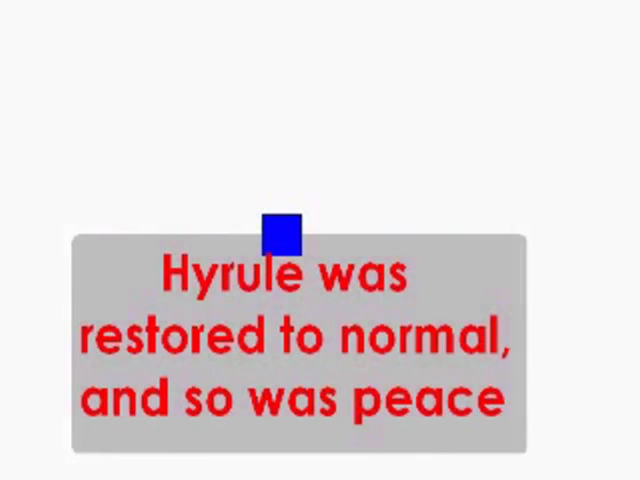 Hyrule was
restored to normal,
and so was peace